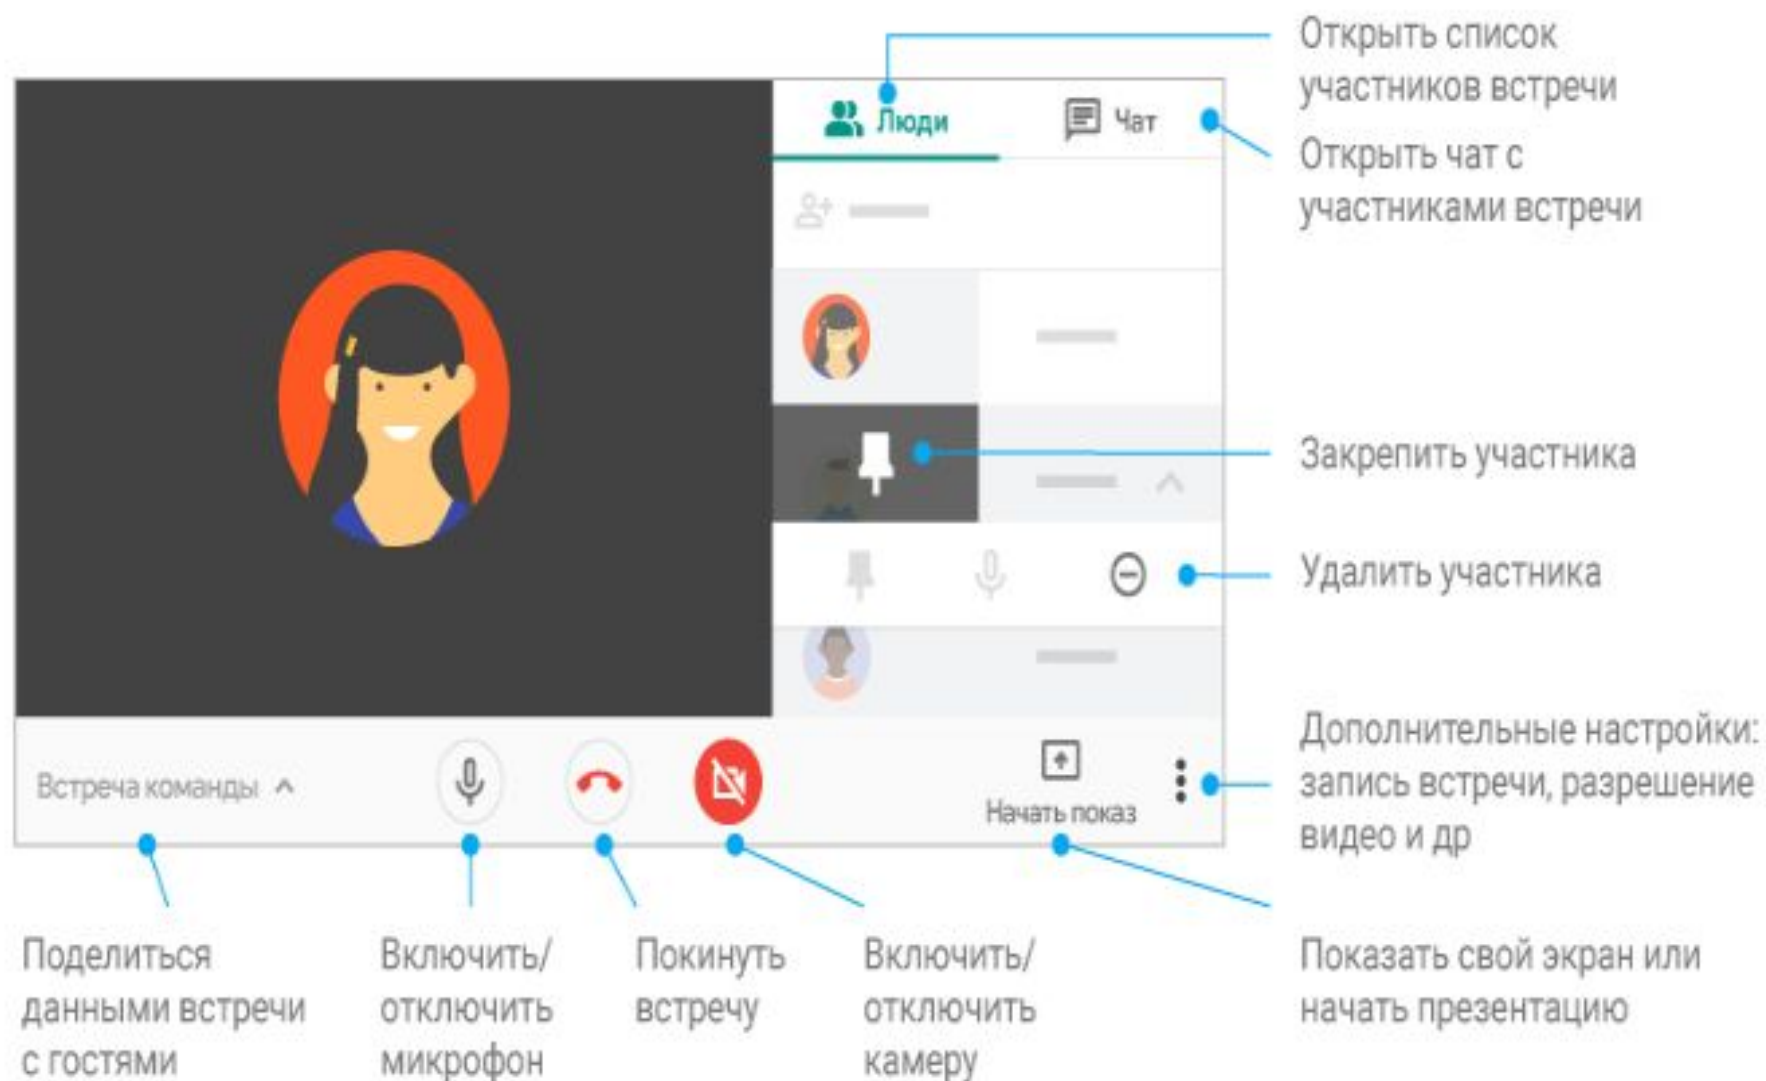 Открыть список
участников встречи
Люди
Чат
Открыть чат с
участниками встречи
Закрепить участника
Удалить участника
Дополнительные настройки:
запись встречи, разрешение
видео и др
Встреча команды
Начать показ
Поделиться
данными встречи
с гостями
Включить/
отключить
микрофон
Покинуть
встречу
Включить/
отключить
камеру
Показать свой экран или
начать презентацию